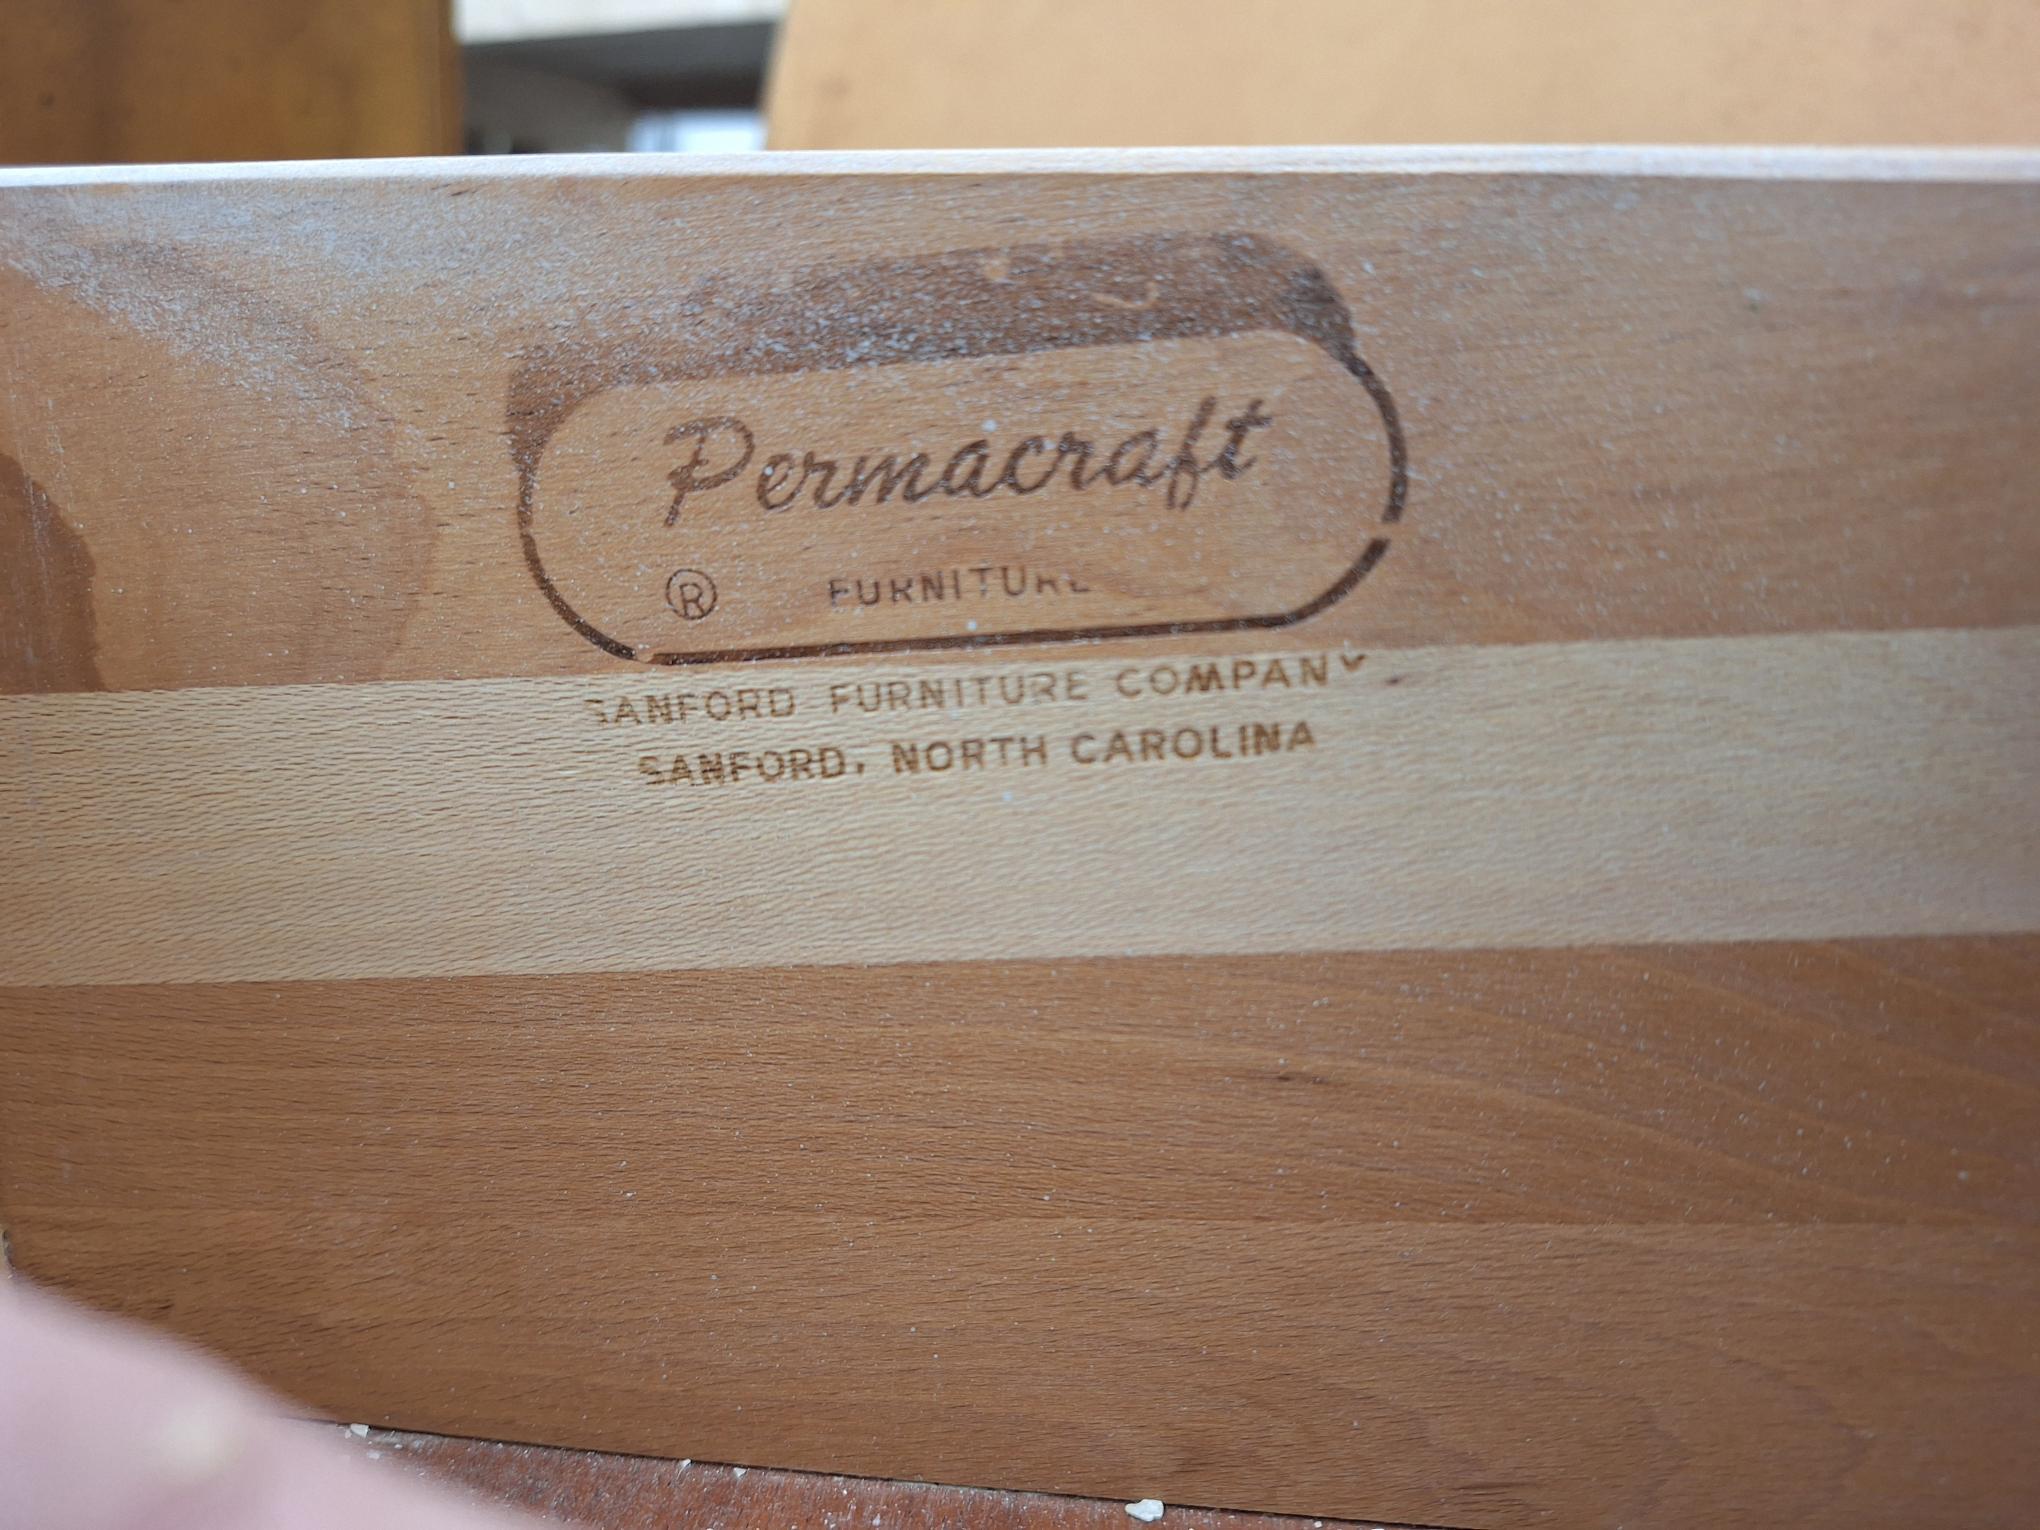 Permacraft
® FURNITURE
SANFORD FURNITURE COMPANY
SANFORD, NORTH CAROLINA